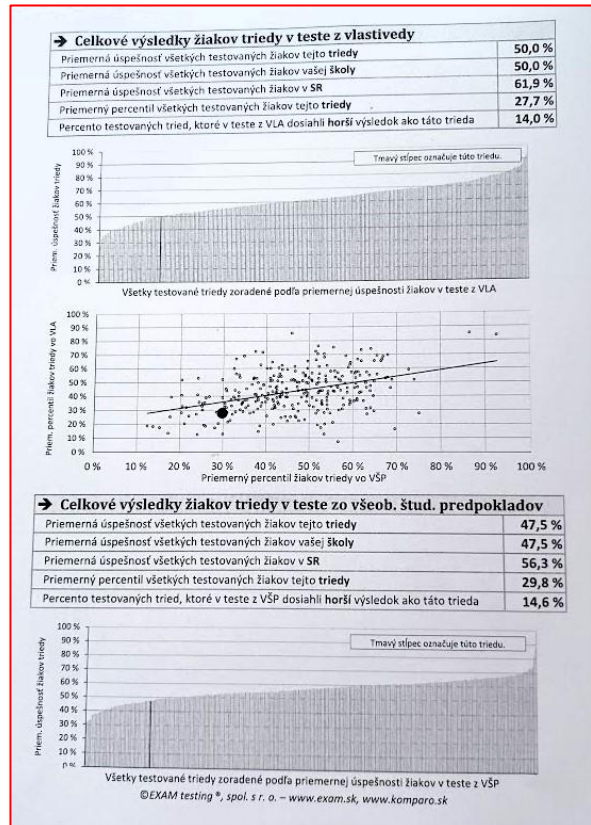 ➔ Celkové výsledky žiakov triedy v teste z vlastivedy
Priemerná úspešnosť všetkých testovaných žiakov tejto triedy 50,0 %
Priemerná úspešnosť všetkých testovaných žiakov vašej školy 50,0 %
Priemerná úspešnosť všetkých testovaných žiakov v SR 61,9 %
Priemerný percentil všetkých testovaných žiakov tejto triedy 27,7 %
Percento testovaných tried, ktoré v teste z VLA dosiahli horší výsledok ako táto trieda 14,0 %
Priem. úspešnosť žiakov triedy
100 %
90 %
80 %
70 %
60 %
50 %
40 %
30 %
20 %
10 %
0 %
Tmavý stĺpec označuje túto triedu.
Všetky testované triedy zoradené podľa priemernej úspešnosti žiakov v teste z VLA
Priem. percentil žiakov triedy vo VLA
100 %
90 %
80 %
70 %
60 %
50 %
40 %
30 %
20 %
10 %
0 %
0 % 10 % 20 % 30 % 40 % 50 % 60 % 70 % 80 % 90 % 100 %
Priemerný percentil žiakov triedy vo VŠP
➔ Celkové výsledky žiakov triedy v teste zo všeob. štud. predpokladov
Priemerná úspešnosť všetkých testovaných žiakov tejto triedy 47,5 %
Priemerná úspešnosť všetkých testovaných žiakov vašej školy 47,5 %
Priemerná úspešnosť všetkých testovaných žiakov v SR 56,3 %
Priemerný percentil všetkých testovaných žiakov tejto triedy 29,8 %
Percento testovaných tried, ktoré v teste z VŠP dosiahli horší výsledok ako táto trieda 14,6 %
Priem. úspešnosť žiakov triedy
100 %
90 %
80 %
70 %
60 %
50 %
40 %
30 %
20 %
10 %
0 %
Tmavý stĺpec označuje túto triedu.
Všetky testované triedy zoradené podľa priemernej úspešnosti žiakov v teste z VŠP
©EXAM testing ®, spol. s r. o. – www.exam.sk, www.komparo.sk